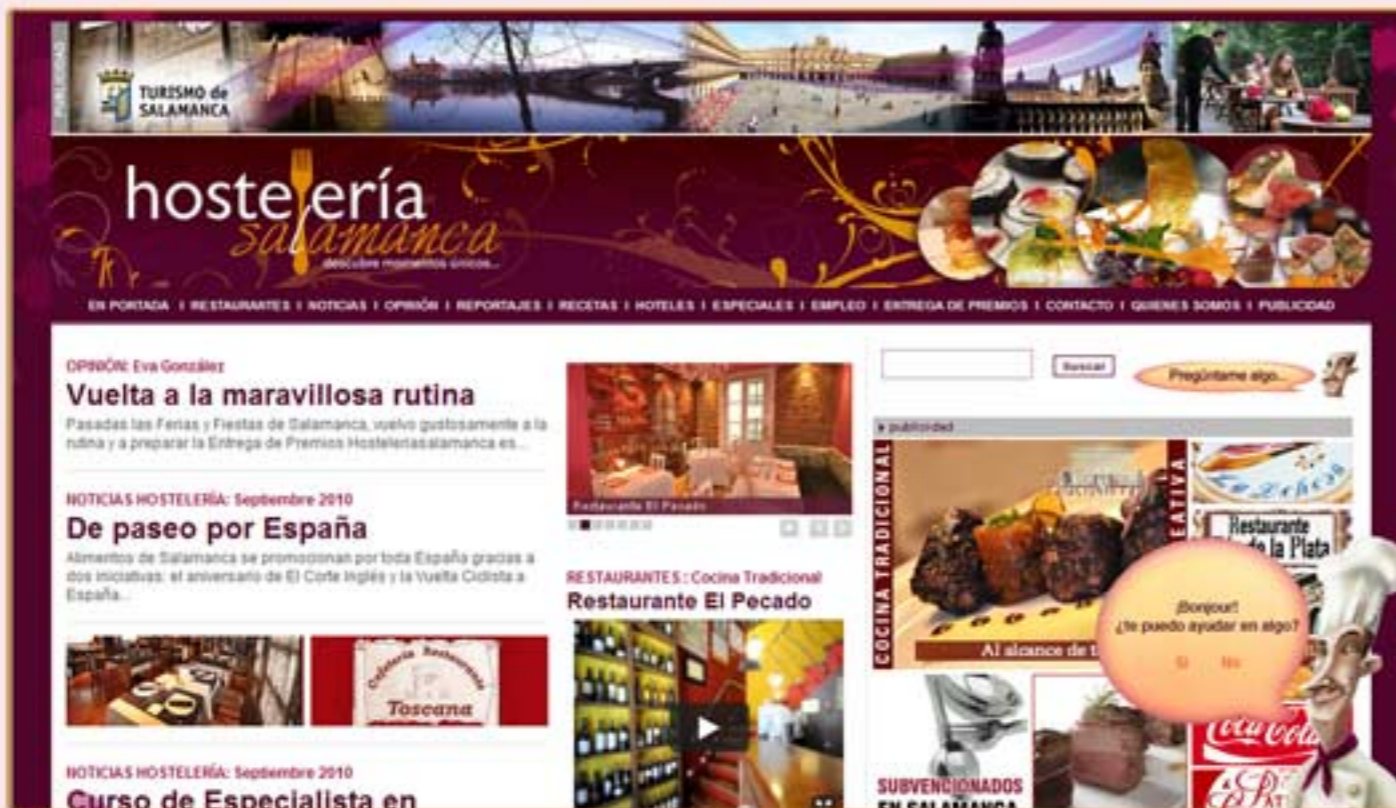 TURISMO de
SALAMANCA
hostelería
salamanca
descubre momentos únicos...
EN PORTADA I RESTAURANTES I NOTICIAS I OPINIÓN I REPORTAJES I RECETAS I HOTELES I ESPECIALES I EMPLEO I ENTREGA DE PREMIOS I CONTACTO I QUIENES SOMOS I PUBLICIDAD
OPINIÓN: Eva González
Vuelta a la maravillosa rutina
Pasadas las Ferias y Fiestas de Salamanca, vuelvo gustosamente a la
rutina y a preparar la Entrega de Premios Hosteleriasalamanca es...
NOTICIAS HOSTELERÍA: Septiembre 2010
De paseo por España
Alimentos de Salamanca se promocionan por toda España gracias a
dos iniciativas: el aniversario de El Corte Inglés y la Vuelta Ciclista a
España...
Cafetería Restaurante
Toscana
NOTICIAS HOSTELERÍA: Septiembre 2010
Curso de Especialista en
Restaurante El Pecado
RESTAURANTES : Cocina Tradicional
Restaurante El Pecado
Buscar
Pregúntame algo...
publicidad
COCINA TRADICIONAL
EATIVA
Al alcance de t
La Dehesa
Restaurante
de la Plata
¡Bonjour!
¿te puedo ayudar en algo?
Si No
SUBVENCIONADOS
EN SALAMANCA
Coca Cola